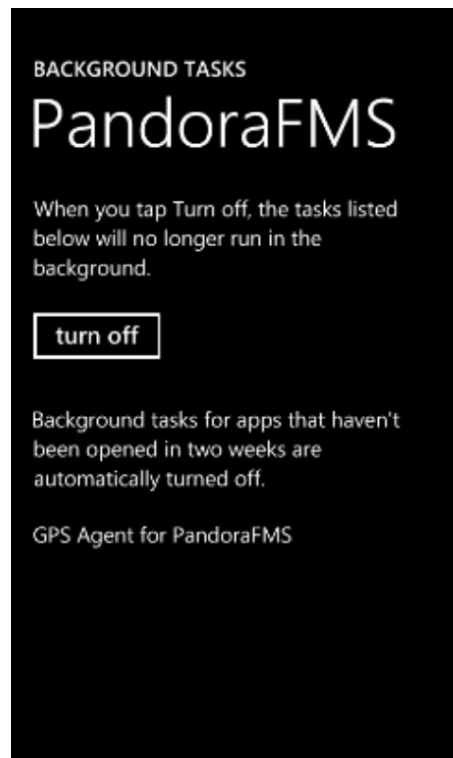 BACKGROUND TASKS
PandoraFMS
When you tap Turn off, the tasks listed
below will no longer run in the
background.
turn off
Background tasks for apps that haven't
been opened in two weeks are
automatically turned off.
GPS Agent for PandoraFMS